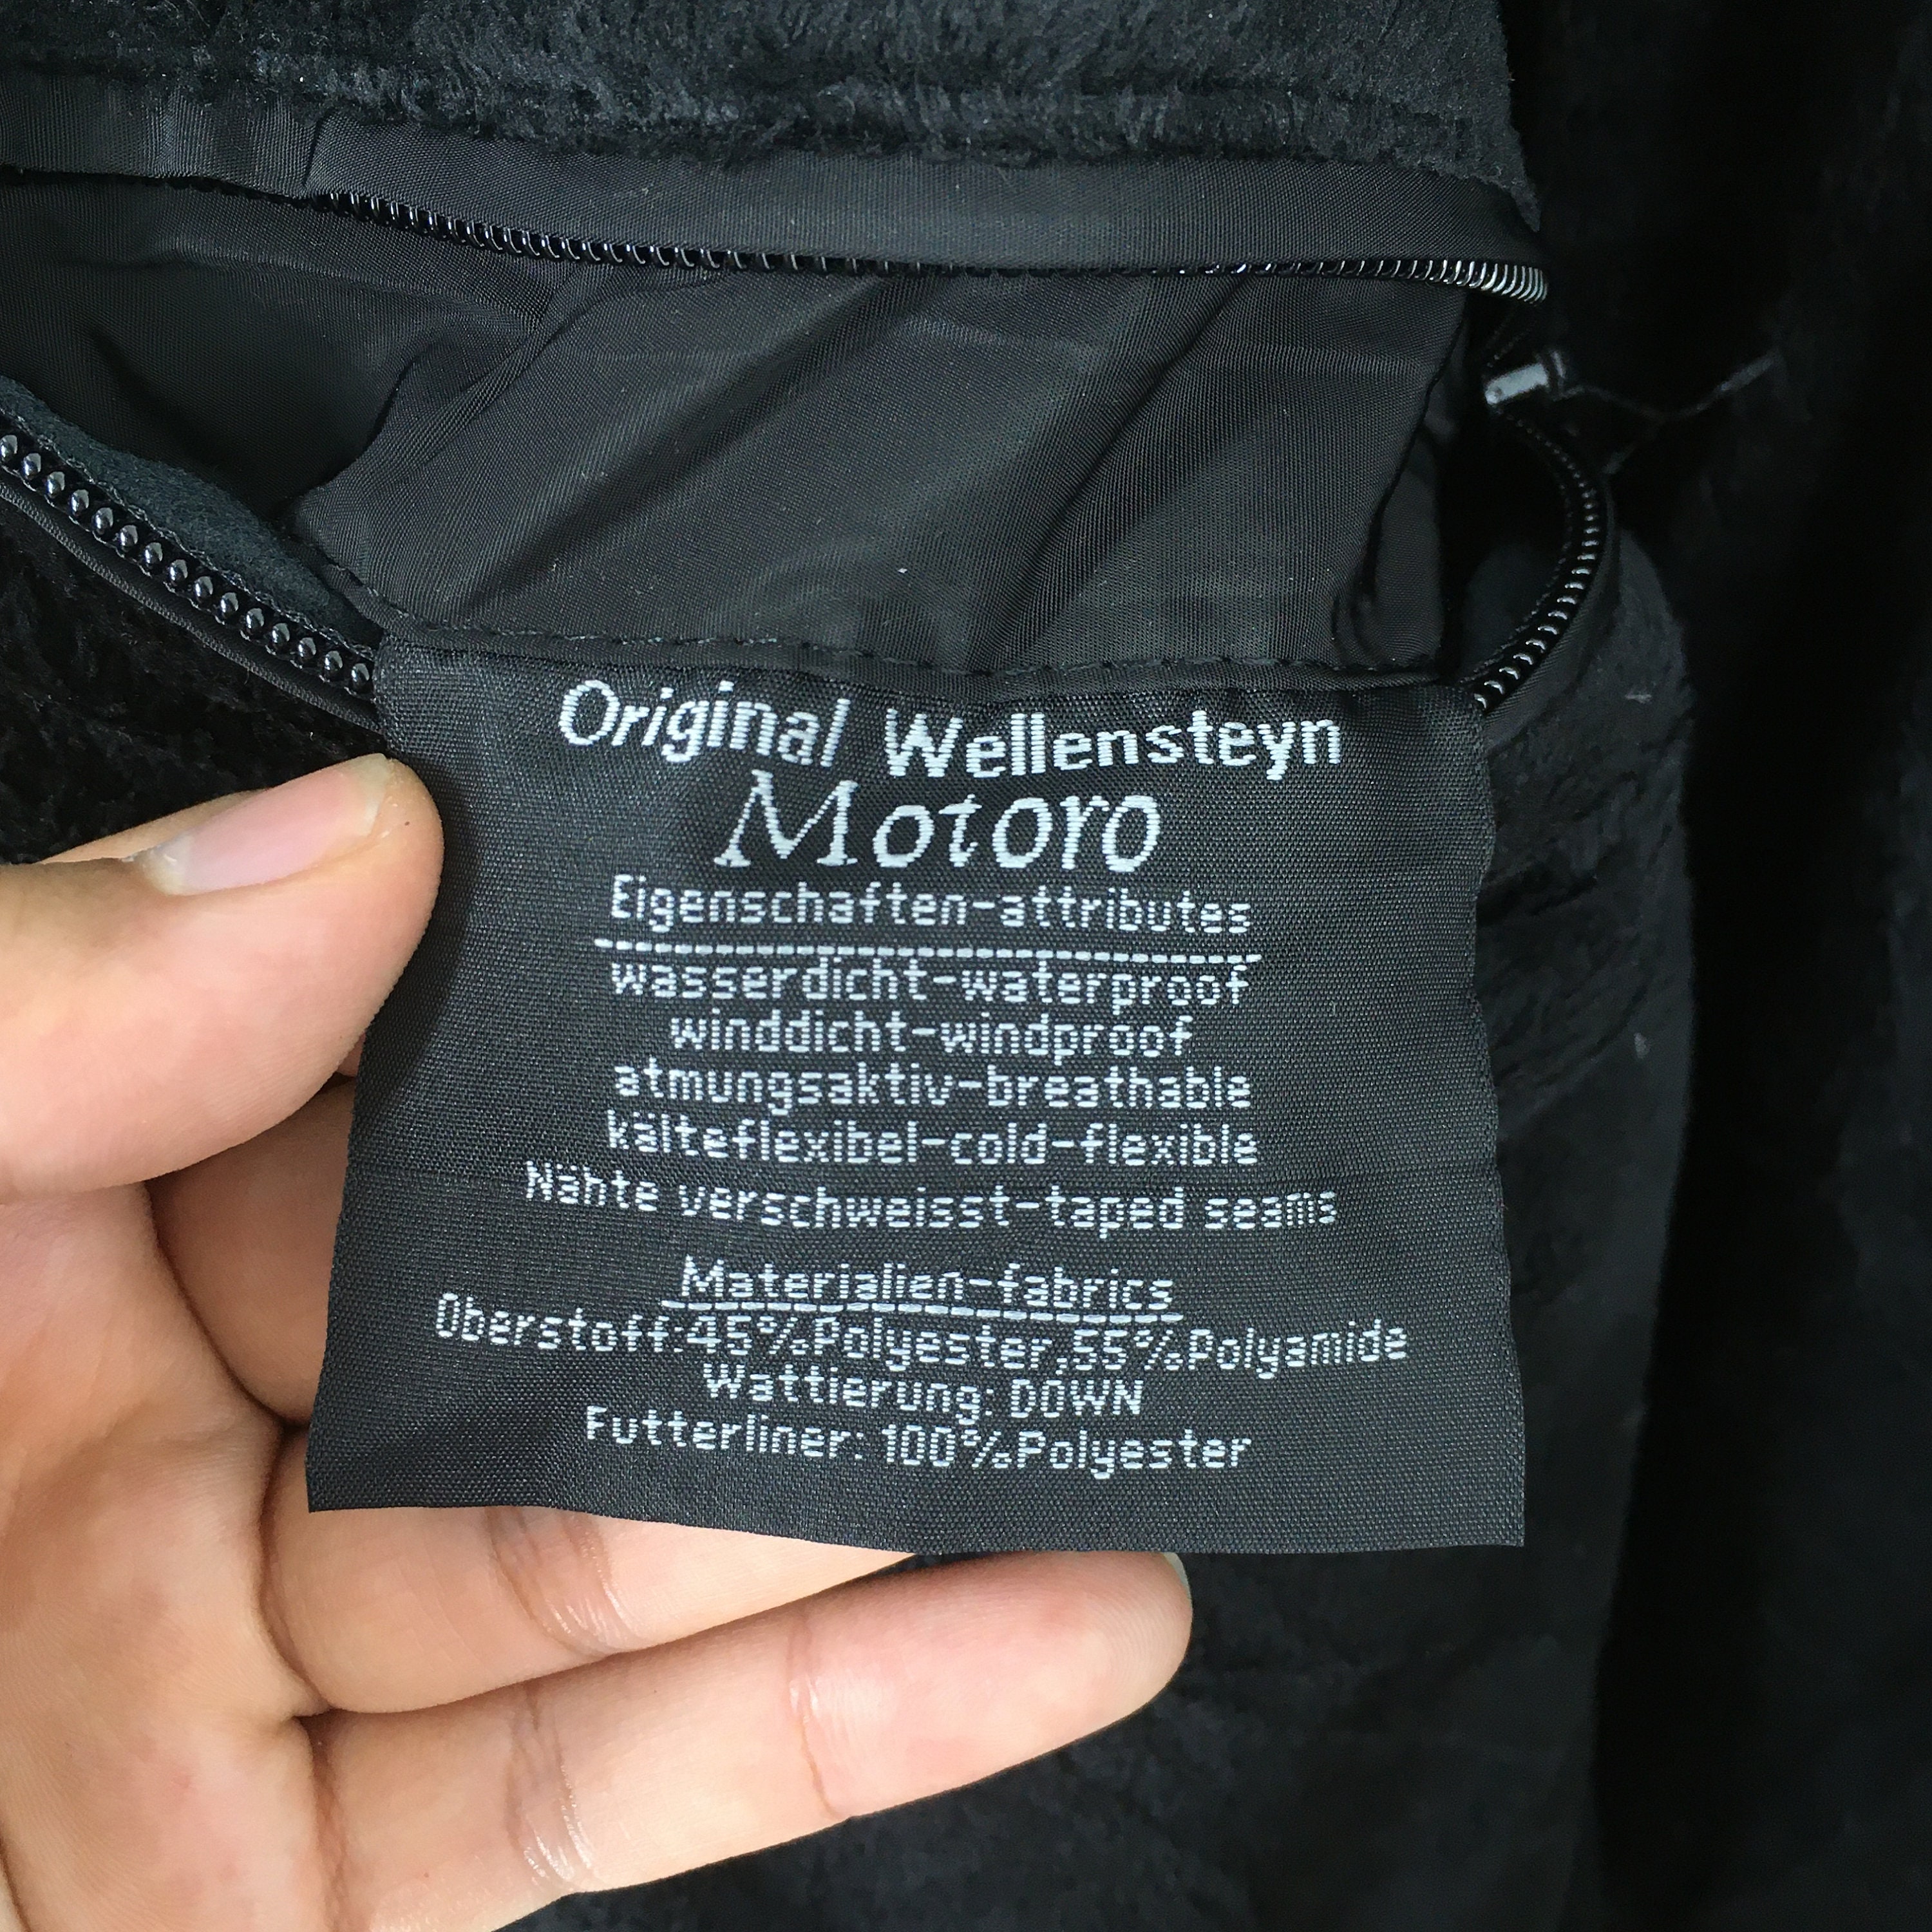 Original Wellensteyn
Motoro
Eigenschaften-attributes
wasserdicht-waterproof
winddicht-windproof
atmungsaktiv-breathable
kälteflexibel-cold-flexible
Nähte verschweisst-taped seams
Materialien-fabrics
Oberstoff:45%Polyester,55%Polyamide
Wattierung: DOWN
Futterliner: 100%Polyester